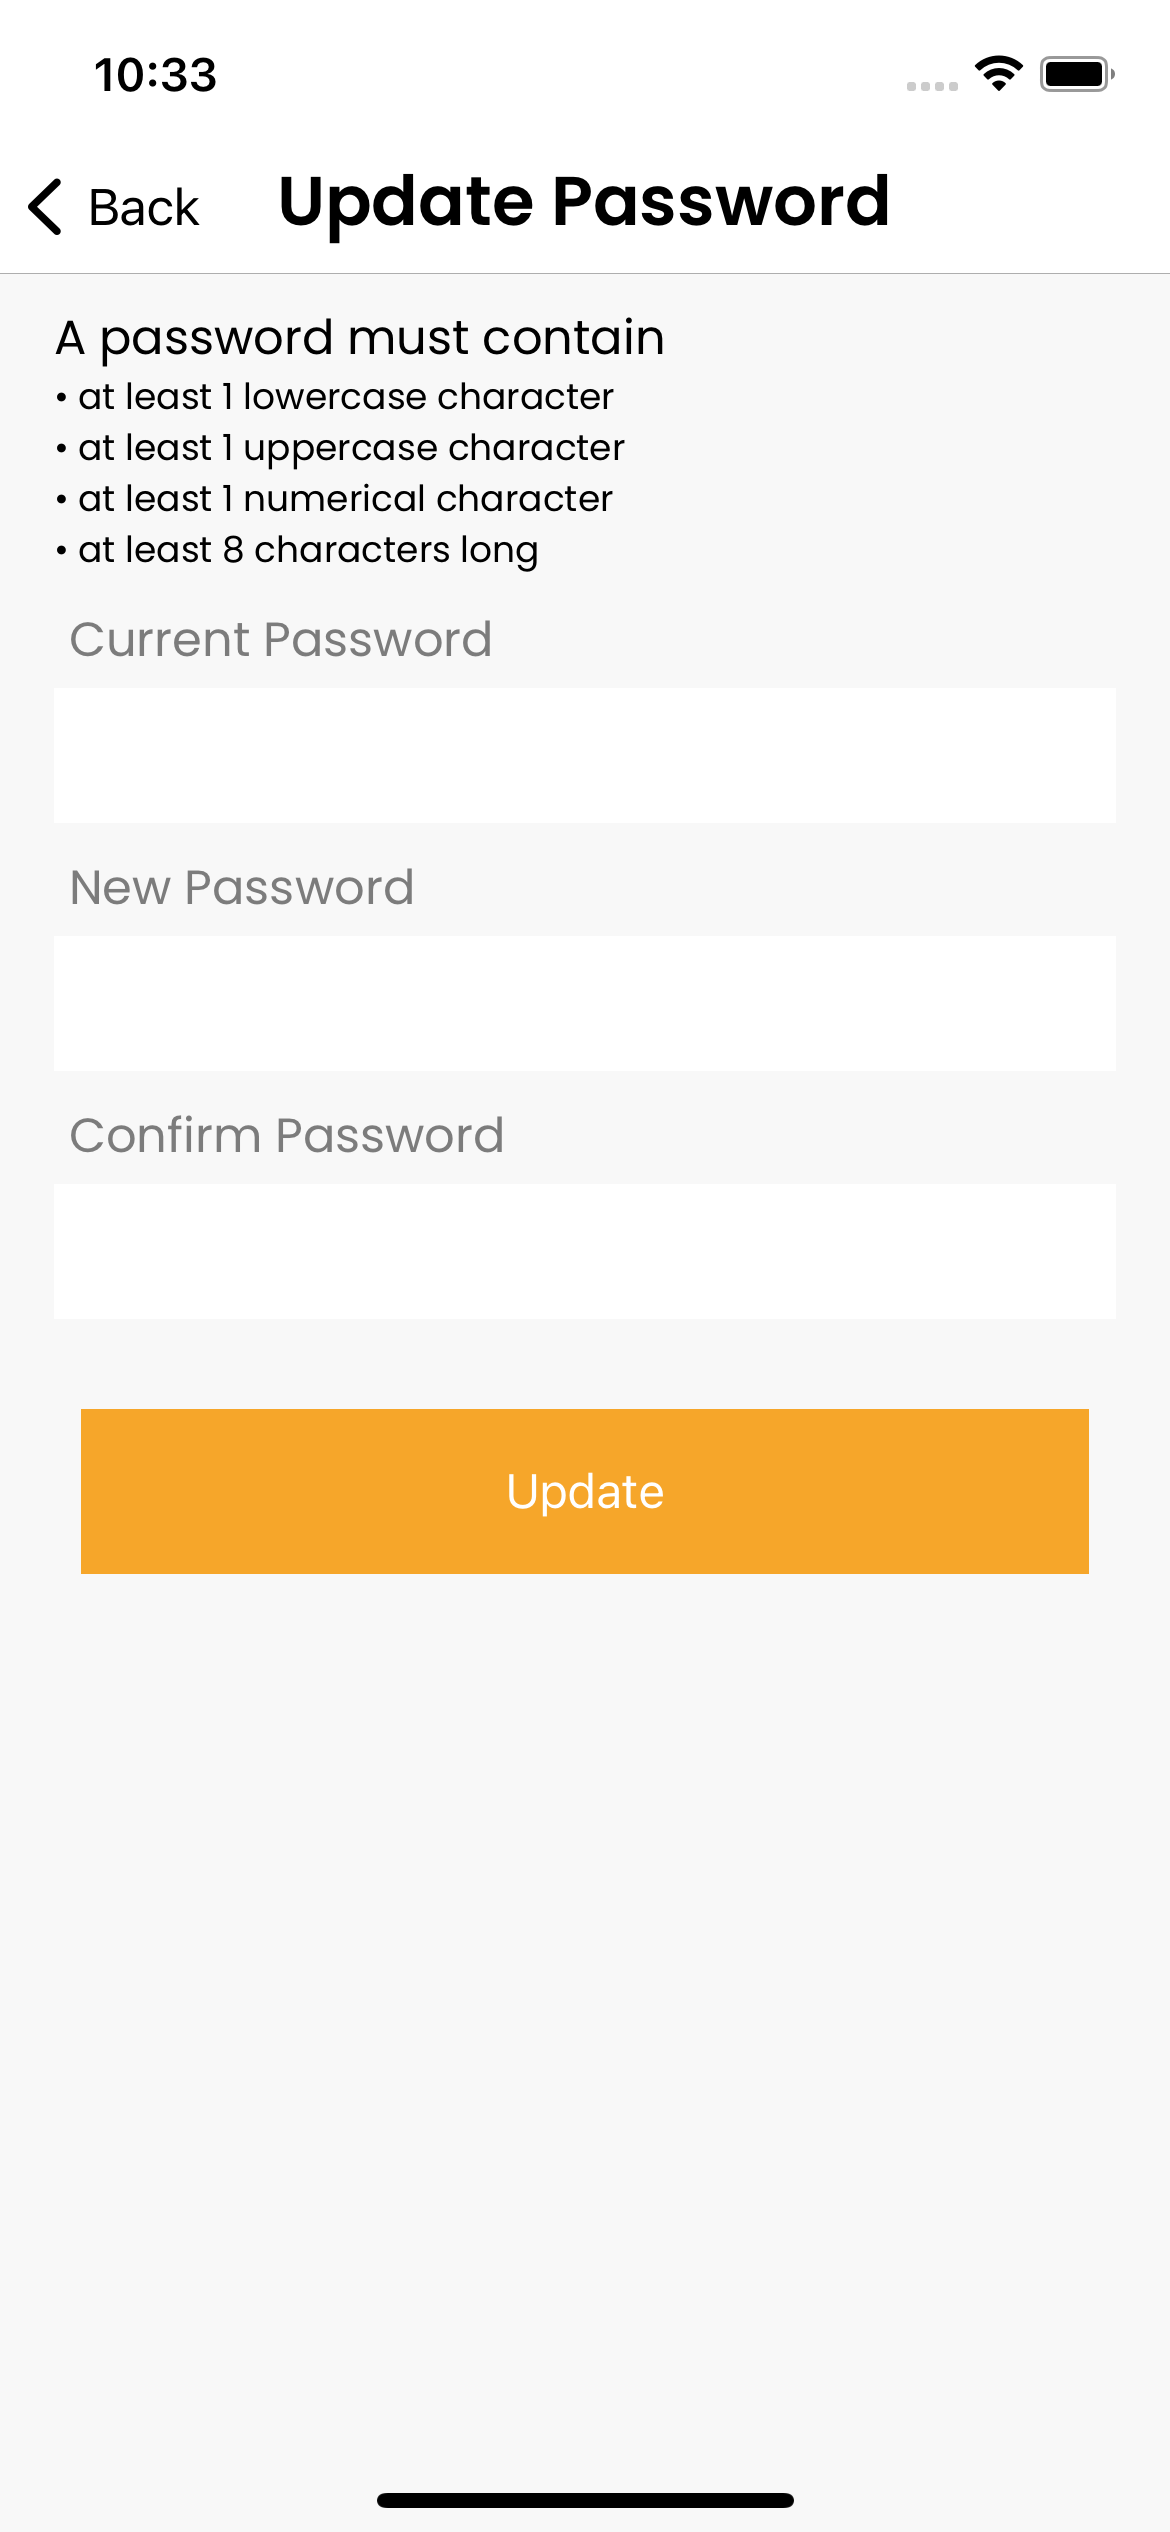 10:33
Back
Update Password
A password must contain
• at least 1 lowercase character
• at least 1 uppercase character
• at least 1 numerical character
• at least 8 characters long
Current Password
New Password
Confirm Password
Update